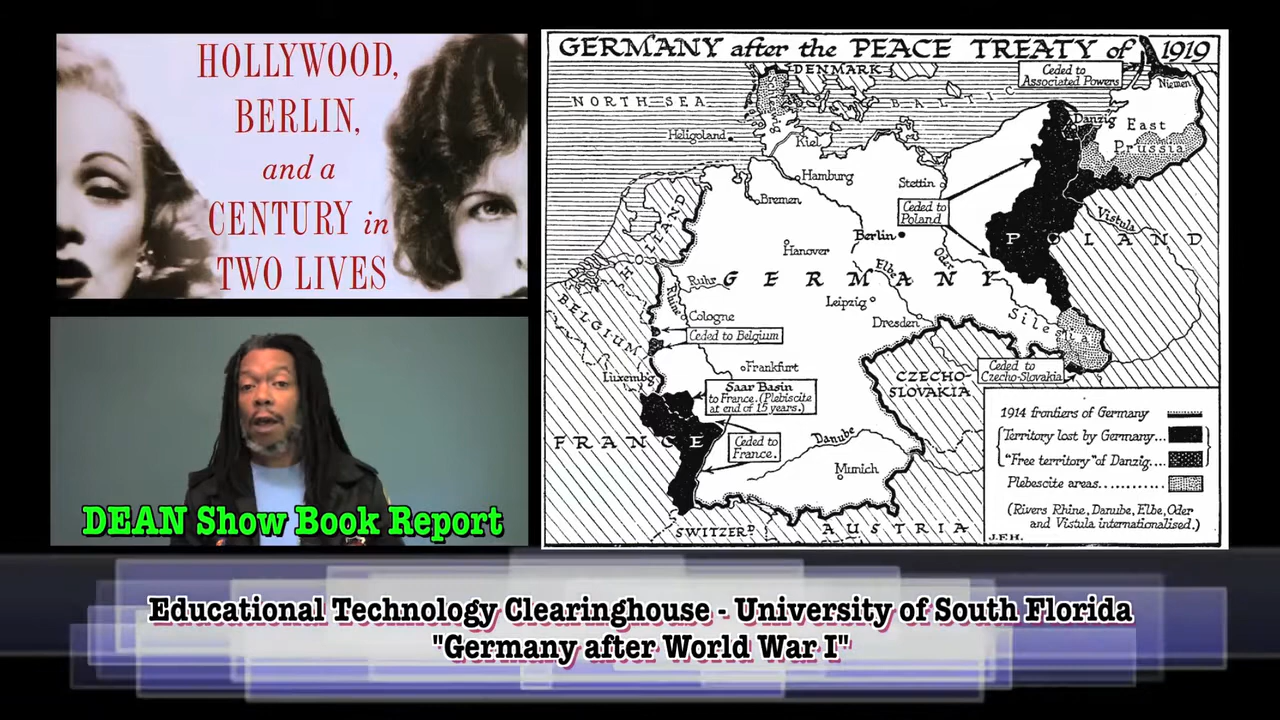 HOLLYWOOD,
BERLIN,
and a
CENTURY in
TWO LIVES
DEAN Show Book Report
GERMANY after the PEACE TREATY of 1919
DENMARK
Ceded to
Associated Powers
Niemen
NORTH SEA
BALTIC
Danzig
East
Prussia
Heligoland
Kiel
Hamburg
Stettin
Bremen
Ceded to
Poland
Vistula
HOLLAND
Berlin
POLAND
Hanover
Elbe
Oder
Ruhr
GERMANY
Rhine
Leipzig
BELGIUM
Cologne
Dresden
Silesia
Ceded to Belgium
Frankfurt
Ceded to
Czecho-Slovakia
Luxembg
CZECHO-
SLOVAKIA
Saar Basin
to France. (Plebiscite
at end of 15 years.)
FRANCE
Ceded to
France.
Danube
Munich
SWITZERD
AUSTRIA
1914 frontiers of Germany
Territory lost by Germany...
"Free territory" of Danzig....
Plebescite areas............
(Rivers Rhine, Danube, Elbe, Oder
and Vistula internationalised.)
J.F.H.
Educational Technology Clearinghouse - University of South Florida
"Germany after World War I"